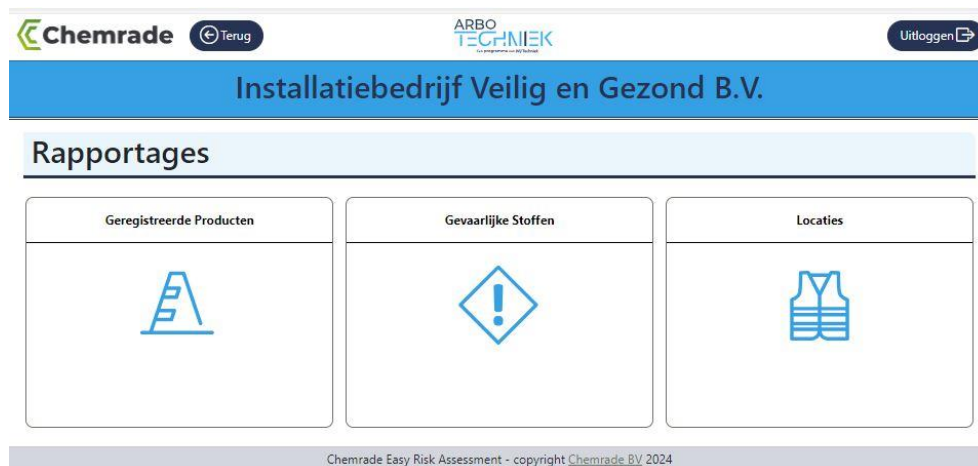 Chemrade
Terug
ARBO
TECHNIEK
Uitloggen
Installatiebedrijf Veilig en Gezond B.V.
Rapportages
Geregistreerde Producten
Gevaarlijke Stoffen
Locaties
Chemrade Easy Risk Assessment - copyright Chemrade BV 2024